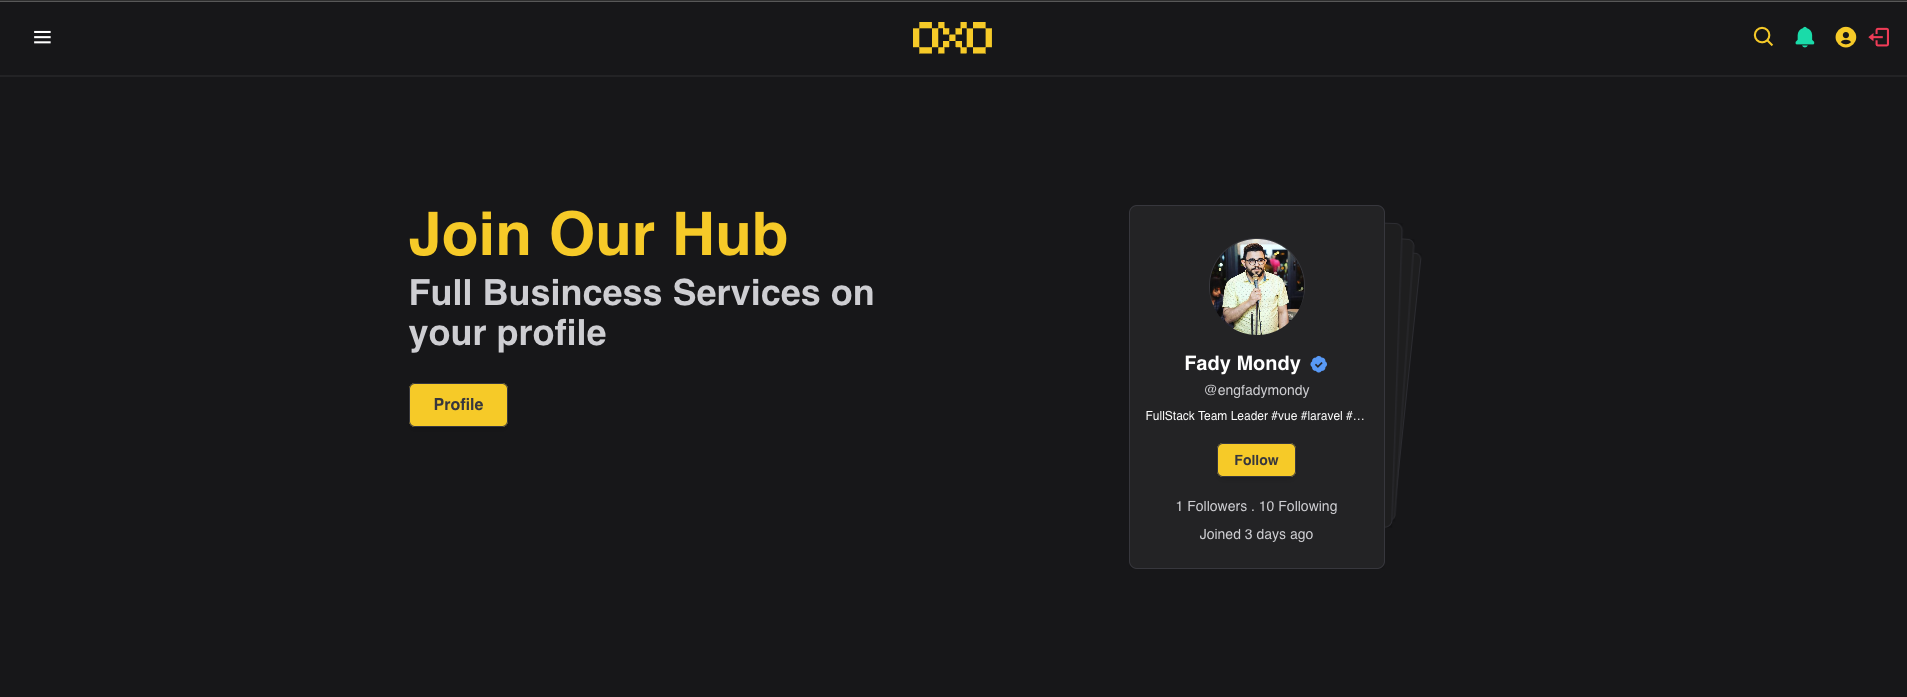 OXO
Join Our Hub
Full Busincess Services on
your profile
Profile
Fady Mondy
@engfadymondy
FullStack Team Leader #vue #laravel #...
Follow
1 Followers . 10 Following
Joined 3 days ago